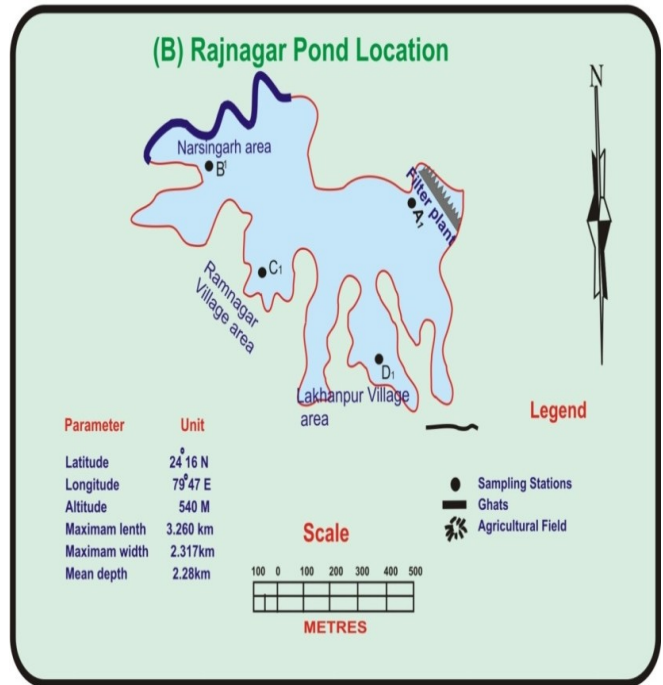 (B) Rajnagar Pond Location
N
Narsingarh area
B1
Filter plant
A1
C1
Ramnagar
Village area
D1
Lakhanpur Village
area
Legend
Sampling Stations
Ghats
Agricultural Field
Parameter Unit
Latitude 24°16 N
Longitude 79°47 E
Altitude 540 M
Maximam lenth 3.260 km
Maximam width 2.317km
Mean depth 2.28km
Scale
100 0 100 200 300 400 500
METRES